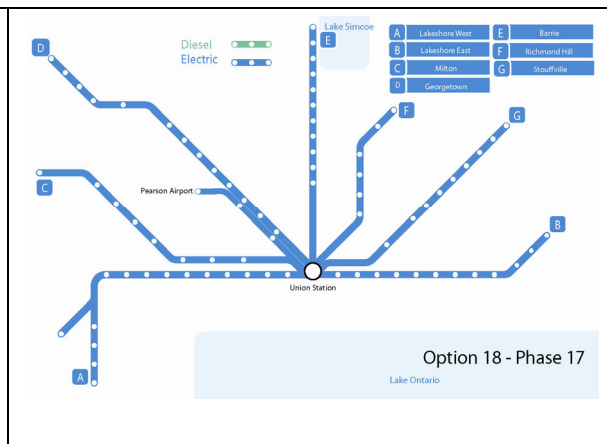 Lake Simcoe
E
D
Diesel
Electric
A Lakeshore West
B Lakeshore East
C Milton
D Georgetown
E Barrie
F Richmond Hill
G Stouffville
F
G
C
Pearson Airport
B
Union Station
A
Option 18 - Phase 17
Lake Ontario